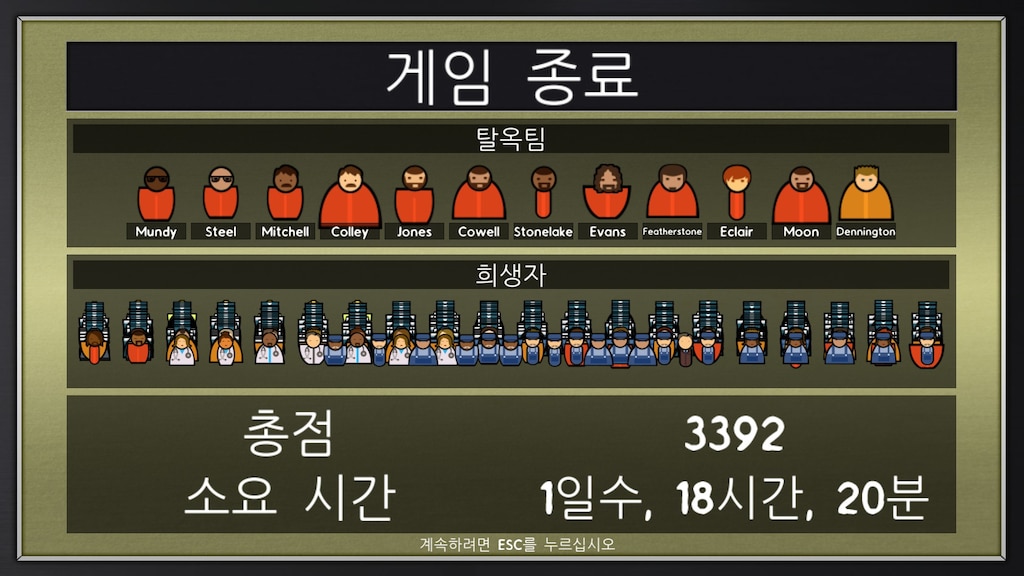 게임 종료
탈옥팀
Mundy Steel Mitchell Colley Jones Cowell Stonelake Evans Featherstone Eclair Moon Dennington
희생자
총점 3392
소요 시간 1일수, 18시간, 20분
계속하려면 ESC를 누르십시오